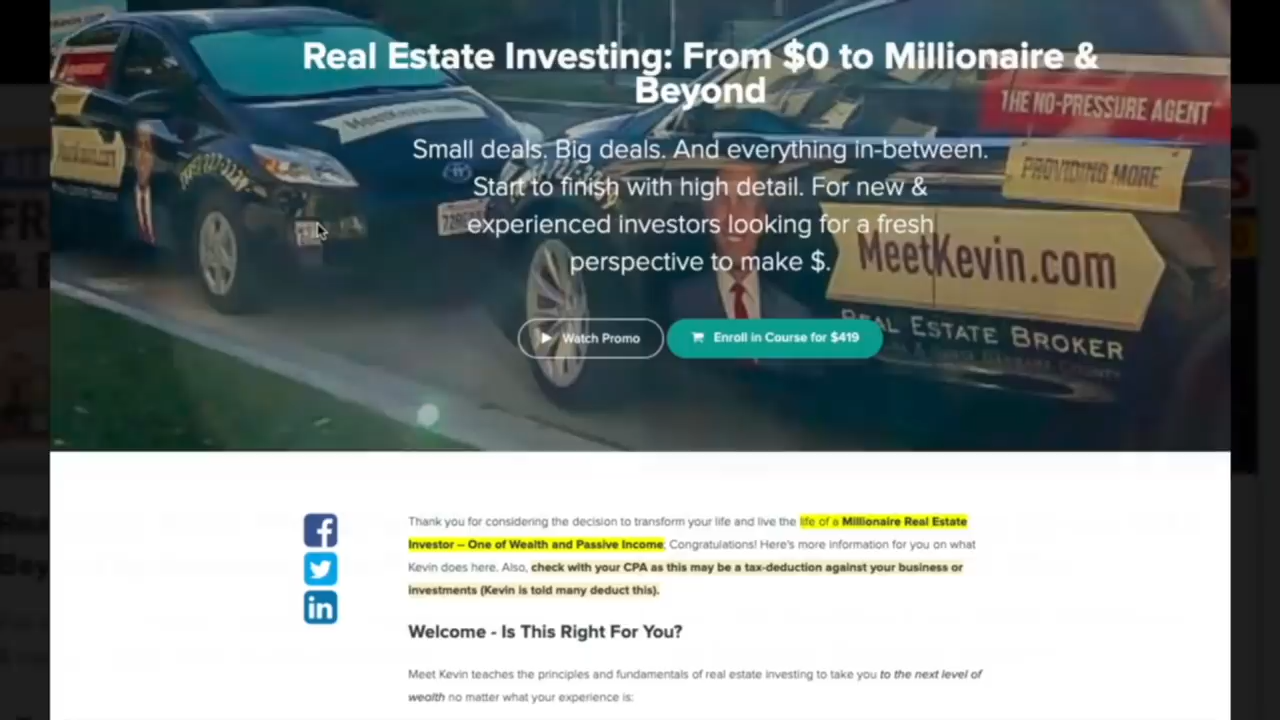 Real Estate Investing: From $0 to Millionaire &
Beyond
Small deals. Big deals. And everything in-between.
Start to finish with high detail. For new &
experienced investors looking for a fresh
perspective to make $.
Watch Promo
Enroll in Course for $419
MeetKevin.com
THE NO-PRESSURE AGENT
PROVIDING MORE
MeetKevin.com
REAL ESTATE BROKER
Thank you for considering the decision to transform your life and live the life of a Millionaire Real Estate
Investor – One of Wealth and Passive Income. Congratulations! Here's more information for you on what
Kevin does here. Also, check with your CPA as this may be a tax-deduction against your business or
investments (Kevin is told many deduct this).
Welcome - Is This Right For You?
Meet Kevin teaches the principles and fundamentals of real estate investing to take you to the next level of
wealth no matter what your experience is: